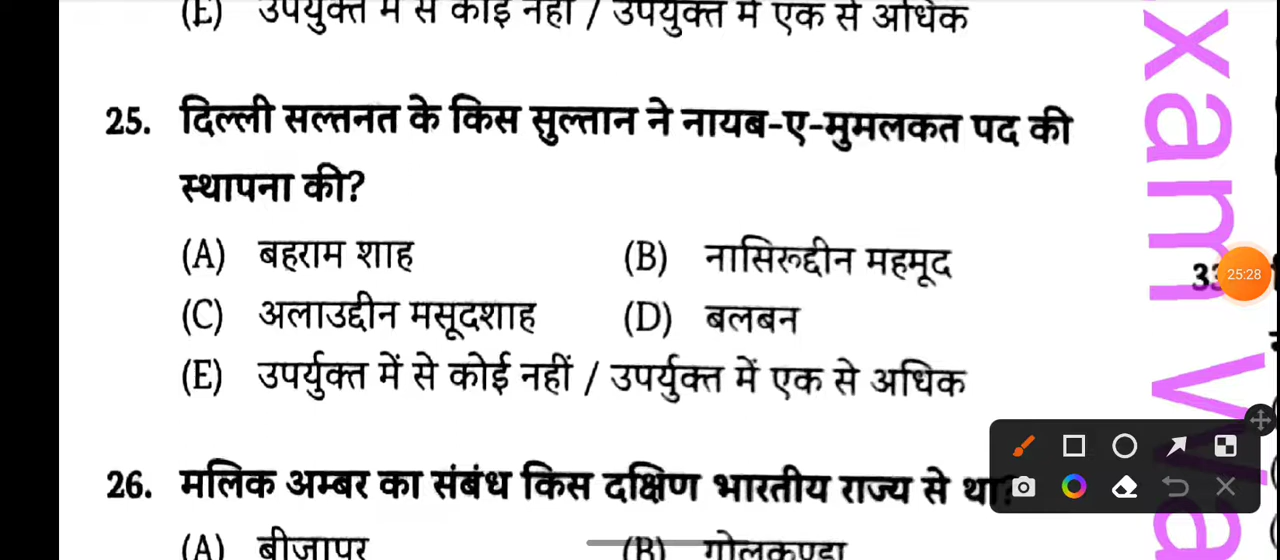 (E) उपर्युक्त में से कोई नहीं / उपर्युक्त में एक से अधिक
25. दिल्ली सल्तनत के किस सुल्तान ने नायब-ए-मुमलकत पद की
स्थापना की?
(A) बहराम शाह (B) नासिरूद्दीन महमूद
(C) अलाउद्दीन मसूदशाह (D) बलबन
(E) उपर्युक्त में से कोई नहीं / उपर्युक्त में एक से अधिक
26. मलिक अम्बर का संबंध किस दक्षिण भारतीय राज्य से था?
(A) बीजापुर (B) गोलकुण्डा
25:28
xam